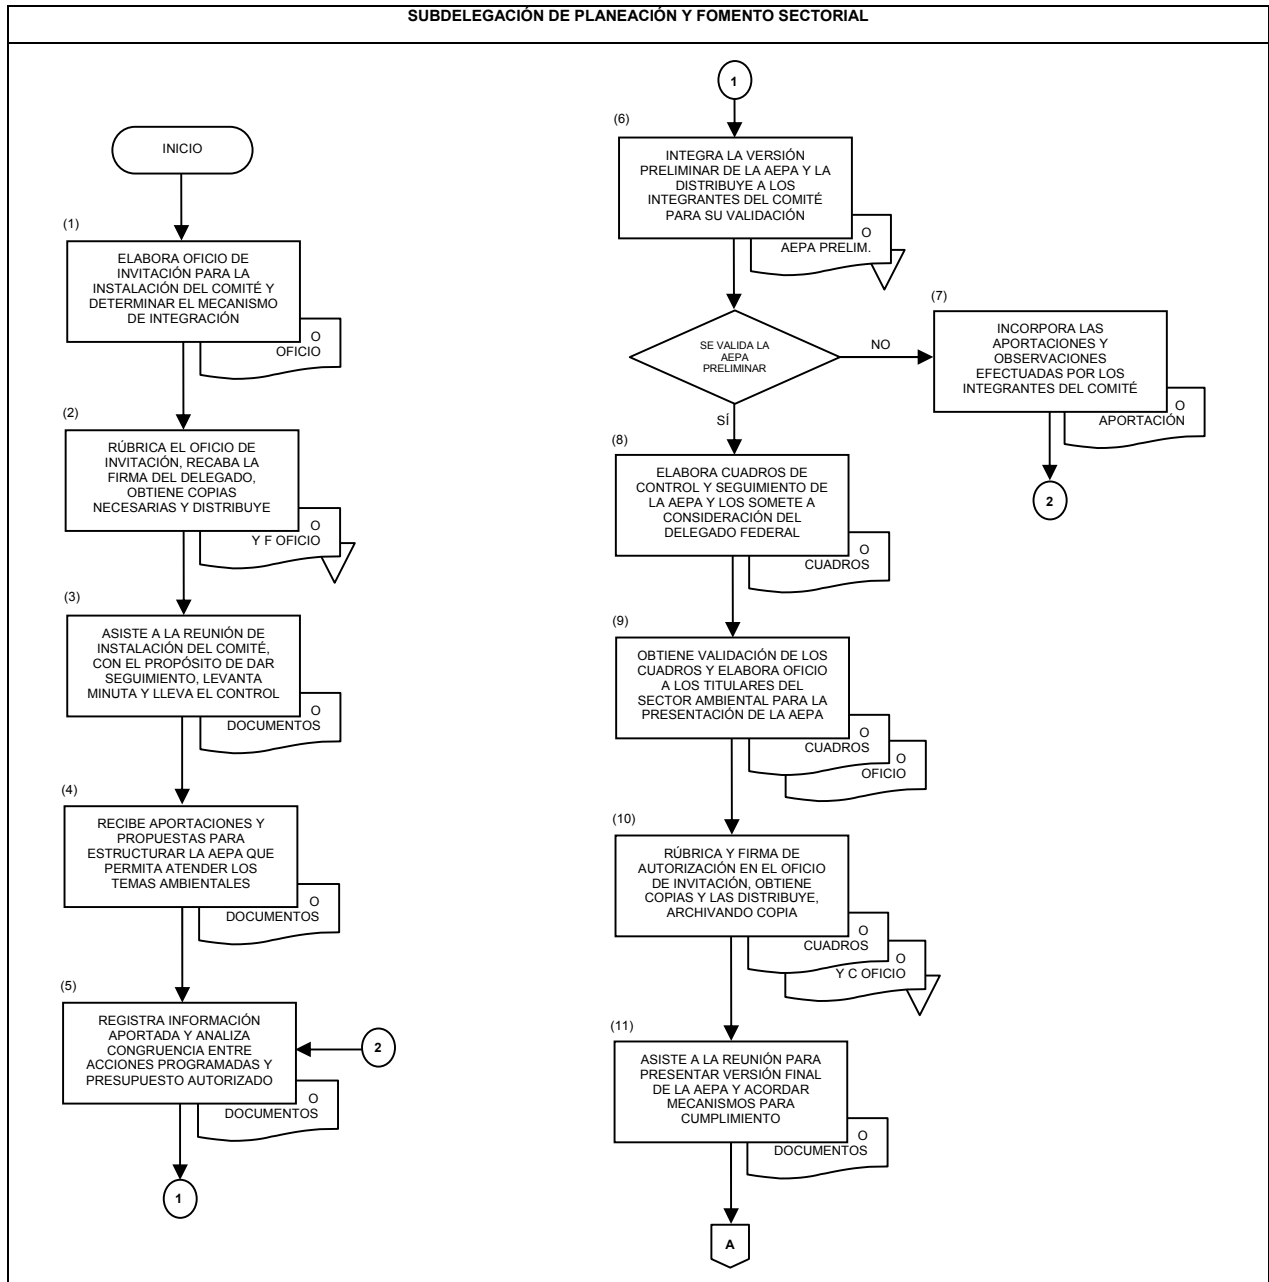 SUBDELEGACIÓN DE PLANEACIÓN Y FOMENTO SECTORIAL
INICIO
(1)
ELABORA OFICIO DE
INVITACIÓN PARA LA
INSTALACIÓN DEL COMITÉ Y
DETERMINAR EL MECANISMO
DE INTEGRACIÓN
O
OFICIO
(2)
RÚBRICA EL OFICIO DE
INVITACIÓN, RECABA LA
FIRMA DEL DELEGADO,
OBTIENE COPIAS
NECESARIAS Y DISTRIBUYE
O
Y F OFICIO
(3)
ASISTE A LA REUNIÓN DE
INSTALACIÓN DEL COMITÉ,
CON EL PROPÓSITO DE DAR
SEGUIMIENTO, LEVANTA
MINUTA Y LLEVA EL CONTROL
O
DOCUMENTOS
(4)
RECIBE APORTACIONES Y
PROPUESTAS PARA
ESTRUCTURAR LA AEPA QUE
PERMITA ATENDER LOS
TEMAS AMBIENTALES
O
DOCUMENTOS
(5)
REGISTRA INFORMACIÓN
APORTADA Y ANALIZA
CONGRUENCIA ENTRE
ACCIONES PROGRAMADAS Y
PRESUPUESTO AUTORIZADO
2
O
DOCUMENTOS
1
1
(6)
INTEGRA LA VERSIÓN
PRELIMINAR DE LA AEPA Y LA
DISTRIBUYE A LOS
INTEGRANTES DEL COMITÉ
PARA SU VALIDACIÓN
O
AEPA PRELIM.
SE VALIDA LA
AEPA
PRELIMINAR
NO
SÍ
(7)
INCORPORA LAS
APORTACIONES Y
OBSERVACIONES
EFECTUADAS POR LOS
INTEGRANTES DEL COMITÉ
O
APORTACIÓN
2
(8)
ELABORA CUADROS DE
CONTROL Y SEGUIMIENTO DE
LA AEPA Y LOS SOMETE A
CONSIDERACIÓN DEL
DELEGADO FEDERAL
O
CUADROS
(9)
OBTIENE VALIDACIÓN DE LOS
CUADROS Y ELABORA OFICIO
A LOS TITULARES DEL
SECTOR AMBIENTAL PARA LA
PRESENTACIÓN DE LA AEPA
O
CUADROS
O
OFICIO
(10)
RÚBRICA Y FIRMA DE
AUTORIZACIÓN EN EL OFICIO
DE INVITACIÓN, OBTIENE
COPIAS Y LAS DISTRIBUYE,
ARCHIVANDO COPIA
O
CUADROS
O
Y C OFICIO
(11)
ASISTE A LA REUNIÓN PARA
PRESENTAR VERSIÓN FINAL
DE LA AEPA Y ACORDAR
MECANISMOS PARA
CUMPLIMIENTO
O
DOCUMENTOS
A